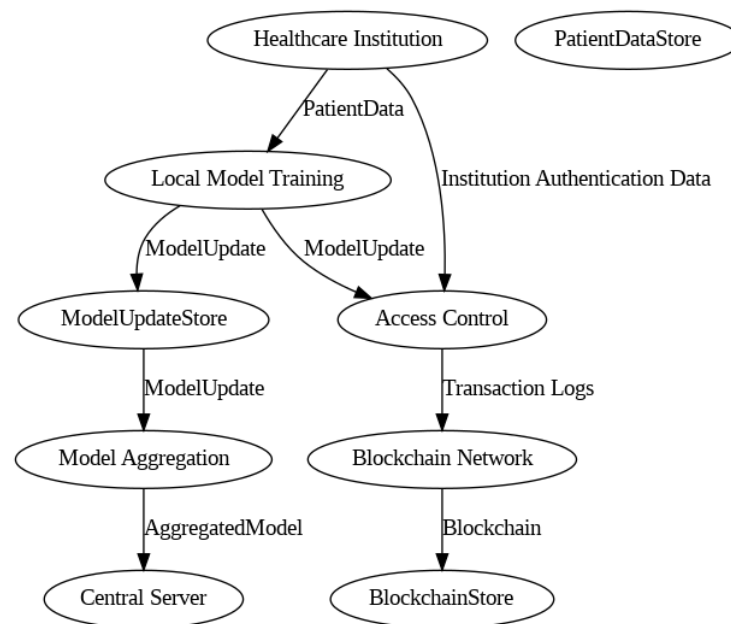 Healthcare Institution
PatientDataStore
PatientData
Local Model Training
Institution Authentication Data
ModelUpdate
ModelUpdate
ModelUpdateStore
Access Control
ModelUpdate
Transaction Logs
Model Aggregation
Blockchain Network
AggregatedModel
Blockchain
Central Server
BlockchainStore